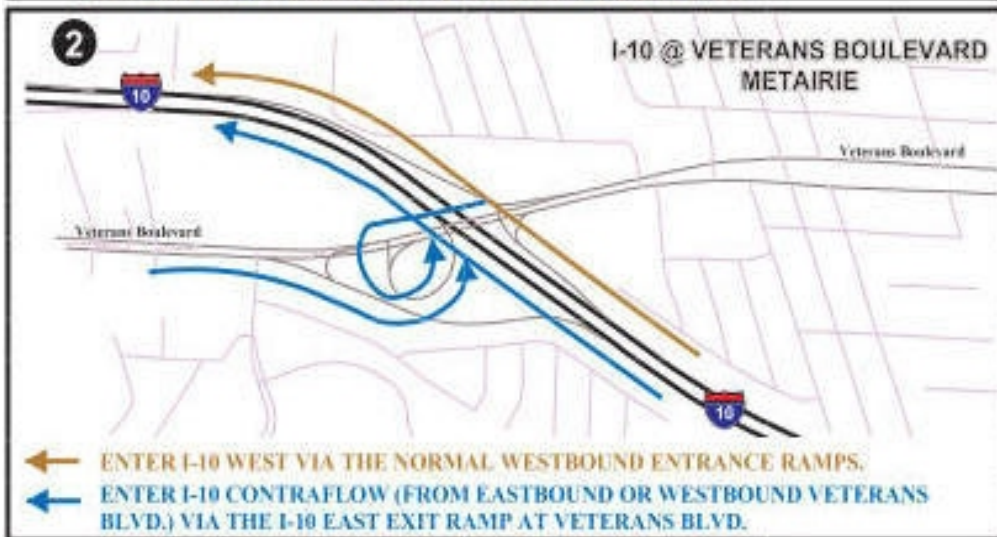 2
I-10 @ VETERANS BOULEVARD
METAIRIE
10
Veterans Boulevard
Veterans Boulevard
10
ENTER I-10 WEST VIA THE NORMAL WESTBOUND ENTRANCE RAMPS.
ENTER I-10 CONTRAFLOW (FROM EASTBOUND OR WESTBOUND VETERANS
BLVD.) VIA THE I-10 EAST EXIT RAMP AT VETERANS BLVD.